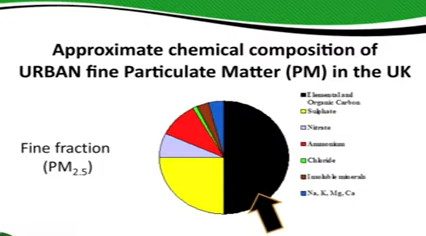 Approximate chemical composition of
URBAN fine Particulate Matter (PM) in the UK
Fine fraction
(PM2.5)
Elemental and
Organic Carbon
Sulphate
Nitrate
Ammonium
Chloride
Insoluble minerals
Na, K, Mg, Ca